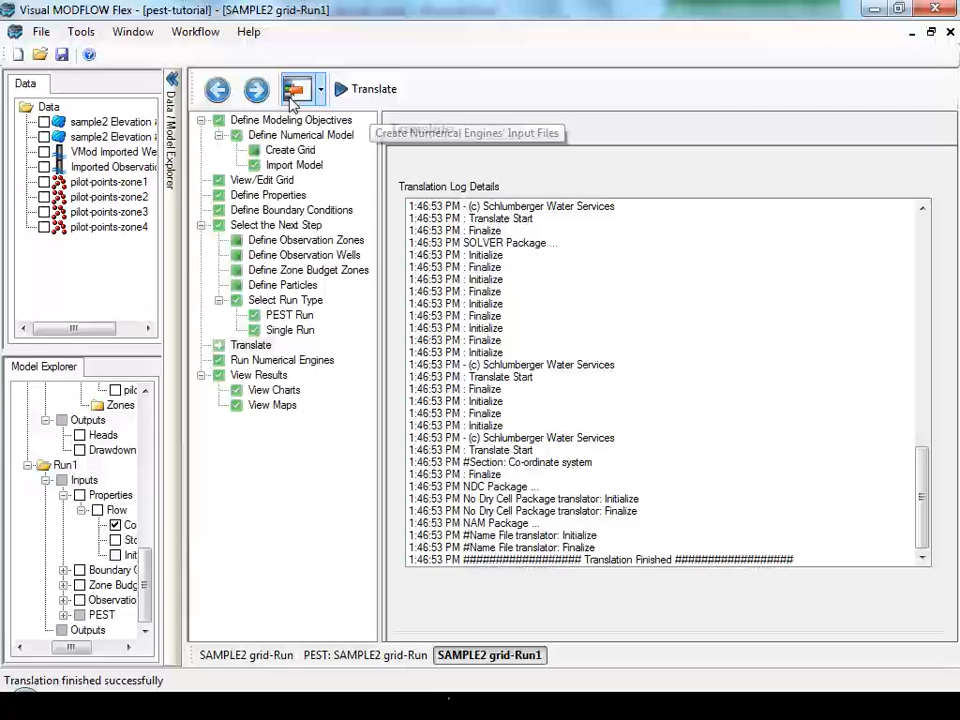 Visual MODFLOW Flex - [pest-tutorial] - [SAMPLE2 grid-Run1]
File Tools Window Workflow Help
Data
Data
sample2 Elevation
sample2 Elevation
VMod Imported We
Imported Observatio
pilot-points-zone1
pilot-points-zone2
pilot-points-zone3
pilot-points-zone4
Data / Model Explorer
Model Explorer
pilo
Zones
Outputs
Heads
Drawdown
Run1
Inputs
Properties
Flow
Co
Sto
Init
Boundary
Zone Budg
Observatio
PEST
Outputs
Translate
Create Numerical Engines' Input Files
Define Modeling Objectives
Define Numerical Model
Create Grid
Import Model
View/Edit Grid
Define Properties
Define Boundary Conditions
Select the Next Step
Define Observation Zones
Define Observation Wells
Define Zone Budget Zones
Define Particles
Select Run Type
PEST Run
Single Run
Translate
Run Numerical Engines
View Results
View Charts
View Maps
Translation Log Details
1:46:53 PM - (c) Schlumberger Water Services
1:46:53 PM : Translate Start
1:46:53 PM : Finalize
1:46:53 PM SOLVER Package ...
1:46:53 PM : Initialize
1:46:53 PM : Finalize
1:46:53 PM : Initialize
1:46:53 PM : Finalize
1:46:53 PM : Initialize
1:46:53 PM : Finalize
1:46:53 PM : Initialize
1:46:53 PM : Finalize
1:46:53 PM : Initialize
1:46:53 PM - (c) Schlumberger Water Services
1:46:53 PM : Translate Start
1:46:53 PM : Finalize
1:46:53 PM : Initialize
1:46:53 PM : Finalize
1:46:53 PM : Initialize
1:46:53 PM - (c) Schlumberger Water Services
1:46:53 PM : Translate Start
1:46:53 PM #Section: Co-ordinate system
1:46:53 PM : Finalize
1:46:53 PM NDC Package ...
1:46:53 PM No Dry Cell Package translator: Initialize
1:46:53 PM No Dry Cell Package translator: Finalize
1:46:53 PM NAM Package ...
1:46:53 PM #Name File translator: Initialize
1:46:53 PM #Name File translator: Finalize
1:46:53 PM ################## Translation Finished ##################
SAMPLE2 grid-Run PEST: SAMPLE2 grid-Run SAMPLE2 grid-Run1
Translation finished successfully